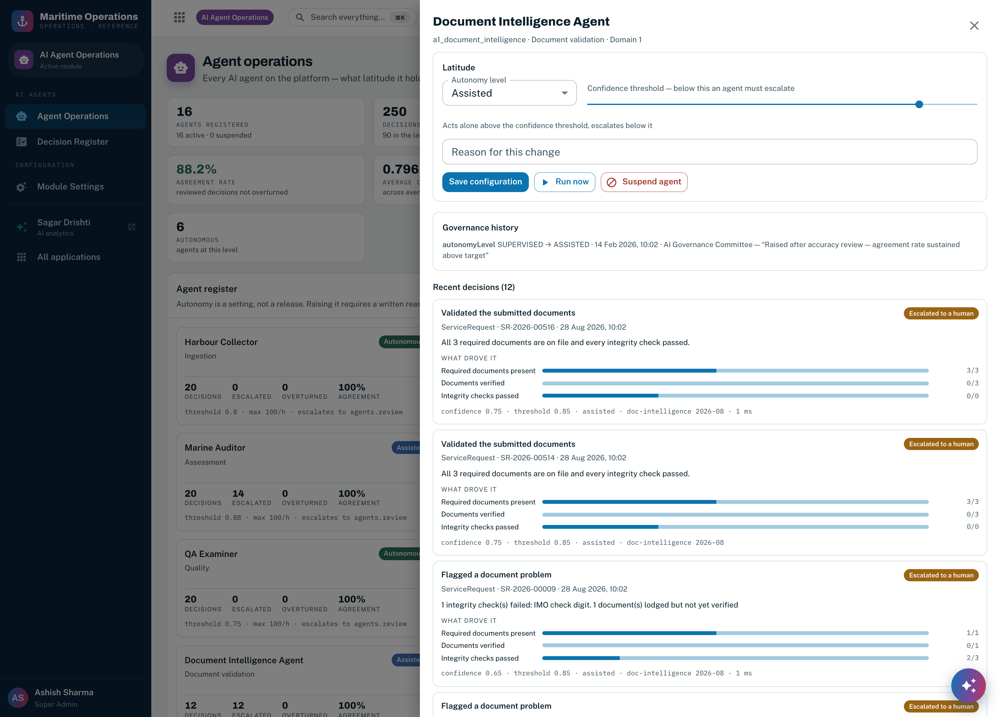 Maritime Operations
OPERATIONS · REFERENCE
AI Agent Operations
Active module
AI AGENTS
Agent Operations
Decision Register
CONFIGURATION
Module Settings
Sagar Drishti
AI analytics
All applications
AS
Ashish Sharma
Super Admin
AI Agent Operations
Search everything...
⌘K
Agent operations
Every AI agent on the platform — what latitude it
16
AGENTS REGISTERED
16 active · 0 suspended
250
DECISIONS
90 in the
88.2%
AGREEMENT RATE
reviewed decisions not overturned
0.796
AVERAGE
across
6
AUTONOMOUS
agents at this level
Agent register
Autonomy is a setting, not a release. Raising it requires a written
Harbour Collector
Ingestion
20 0 0 100%
DECISIONS ESCALATED OVERTURNED AGREEMENT
threshold 0.8 · max 100/h · escalates to agents.review
Marine Auditor
Assessment
20 14 0 100%
DECISIONS ESCALATED OVERTURNED AGREEMENT
threshold 0.88 · max 100/h · escalates to agents.review
QA Examiner
Quality
20 0 0 100%
DECISIONS ESCALATED OVERTURNED AGREEMENT
threshold 0.75 · max 100/h · escalates to agents.review
Document Intelligence Agent
Document validation
12 12 0 100%
DECISIONS ESCALATED OVERTURNED AGREEMENT
Document Intelligence Agent
a1_document_intelligence · Document validation · Domain 1
Latitude
Autonomy level
Assisted
Confidence threshold — below this an agent must escalate
Acts alone above the confidence threshold, escalates below it
Reason for this change
Save configuration
Run now
Suspend agent
Governance history
autonomyLevel SUPERVISED → ASSISTED · 14 Feb 2026, 10:02 · AI Governance Committee — “Raised after accuracy review — agreement rate sustained
above target”
Recent decisions (12)
Validated the submitted documents
Escalated to a human
ServiceRequest · SR-2026-00516 · 28 Aug 2026, 10:02
All 3 required documents are on file and every integrity check passed.
WHAT DROVE IT
Required documents present 3/3
Documents verified 0/3
Integrity checks passed 0/0
confidence 0.75 · threshold 0.85 · assisted · doc-intelligence 2026-08 · 1 ms
Validated the submitted documents
Escalated to a human
ServiceRequest · SR-2026-00514 · 28 Aug 2026, 10:02
All 3 required documents are on file and every integrity check passed.
WHAT DROVE IT
Required documents present 3/3
Documents verified 0/3
Integrity checks passed 0/0
confidence 0.75 · threshold 0.85 · assisted · doc-intelligence 2026-08
Flagged a document problem
Escalated to a human
ServiceRequest · SR-2026-00009 · 28 Aug 2026, 10:02
1 integrity check(s) failed: IMO check digit. 1 document(s) lodged but not yet verified
WHAT DROVE IT
Required documents present 1/1
Documents verified 0/1
Integrity checks passed 2/3
confidence 0.65 · threshold 0.85 · assisted · doc-intelligence 2026-08 · 1 ms
Flagged a document problem
Escalated to a human